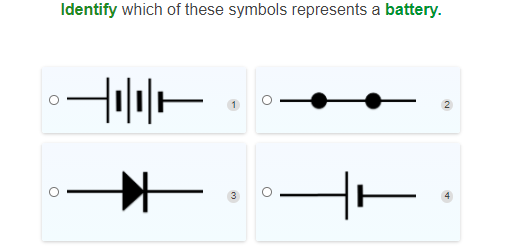 Identify which of these symbols represents a battery.
1
2
3
4